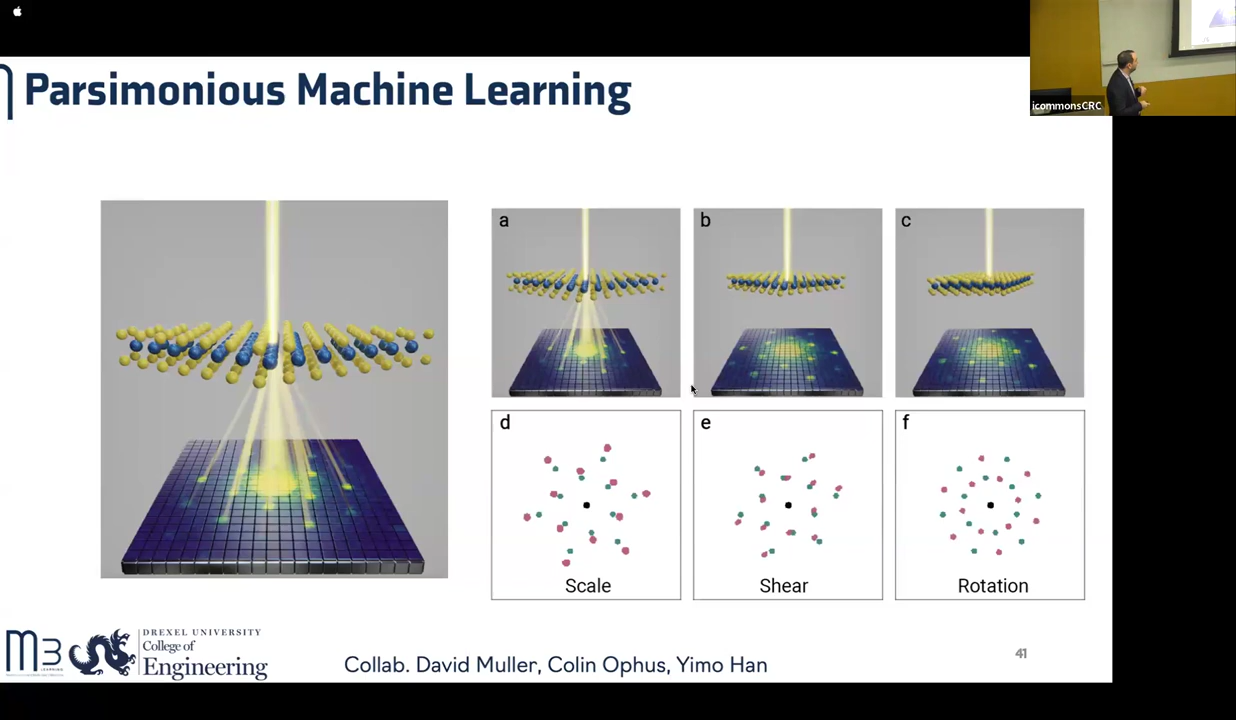 Parsimonious Machine Learning
icommonsCRC
a
b
c
d
e
f
Scale
Shear
Rotation
M3
LEARNING
DREXEL UNIVERSITY
College of
Engineering
Collab. David Muller, Colin Ophus, Yimo Han
41